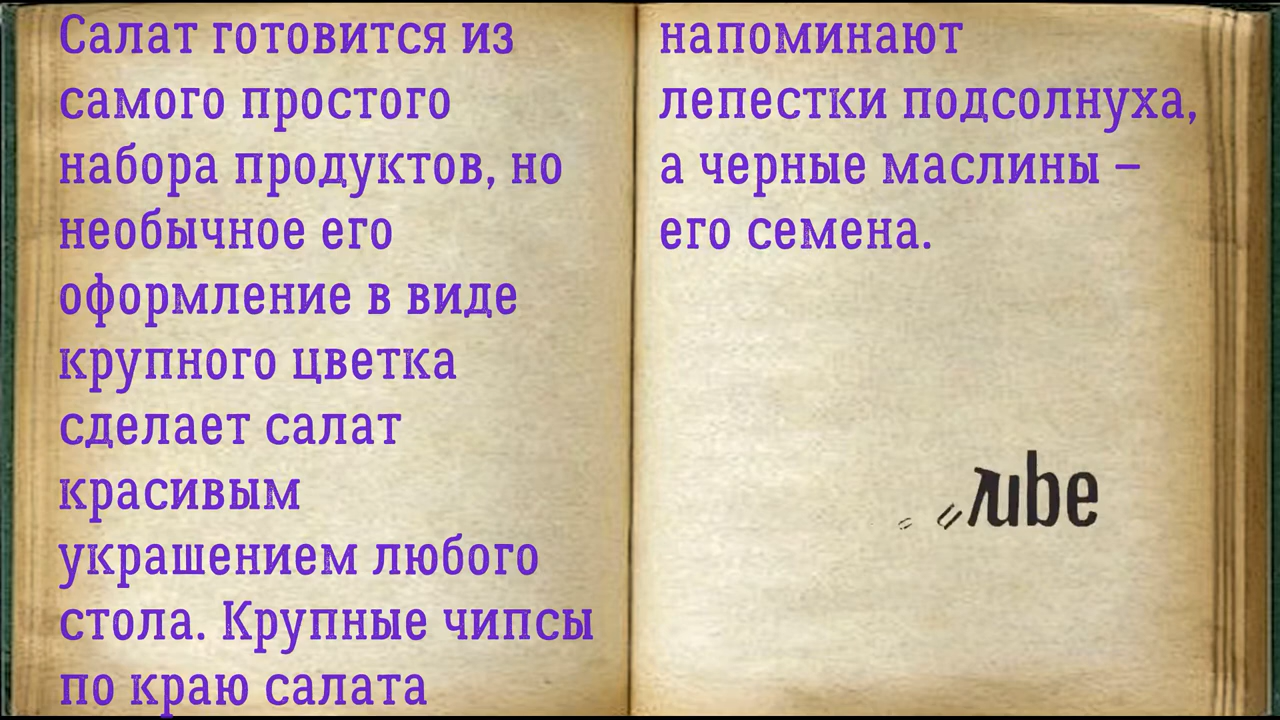 Салат готовится из
самого простого
набора продуктов, но
необычное его
оформление в виде
крупного цветка
сделает салат
красивым
украшением любого
стола. Крупные чипсы
по краю салата
напоминают
лепестки подсолнуха,
а черные маслины –
его семена.
ube